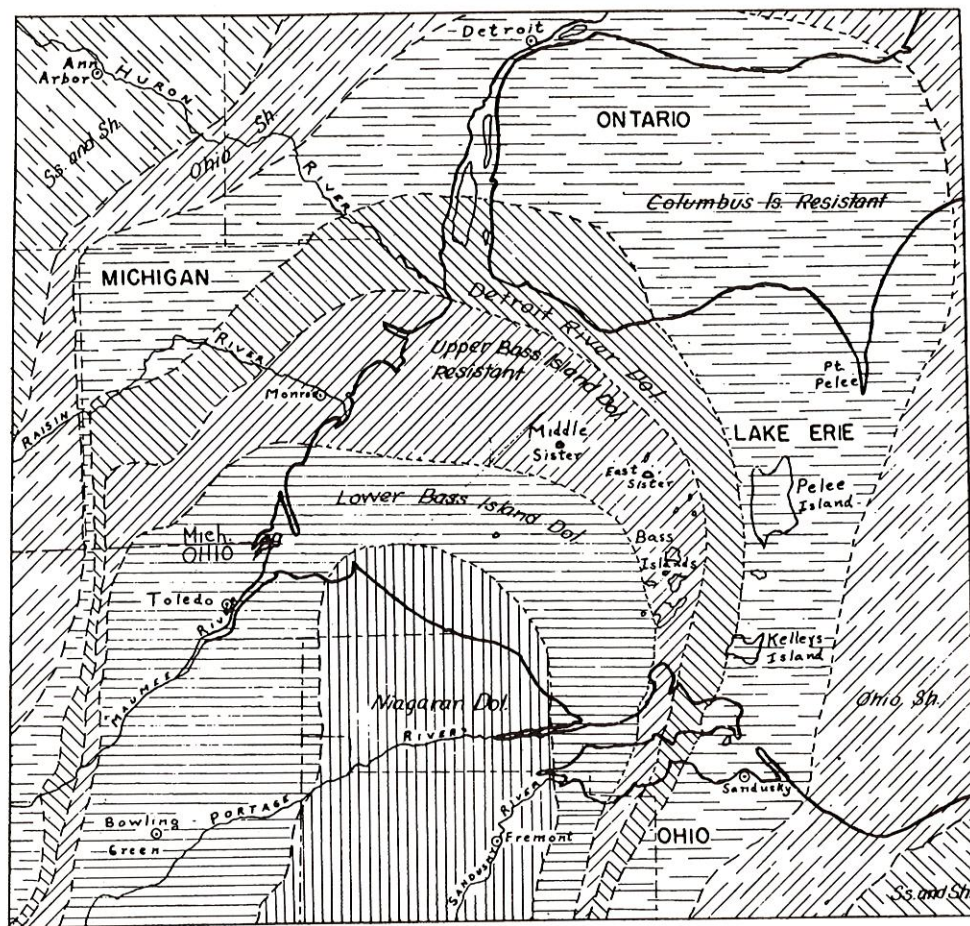 Detroit
Ann
Arbor
HURON
RIVER
Ss. and Sh.
Ohio Sh.
ONTARIO
Columbus ls. Resistant
MICHIGAN
Detroit River Dol.
Upper Bass Island Dol.
Resistant
RAISIN
RIVER
Monroe
Pt.
Pelee
Middle
Sister
LAKE ERIE
East
Sister
Pelee
Island
Lower Bass Island Dol.
Mich.
OHIO
Bass
Islands
Toledo
MAUMEE
RIVER
Kelleys
Island
Niagaran Dol.
Ohio Sh.
PORTAGE
RIVER
Sandusky
Bowling
Green
SANDUSKY
RIVER
Fremont
OHIO
Ss. and Sh.